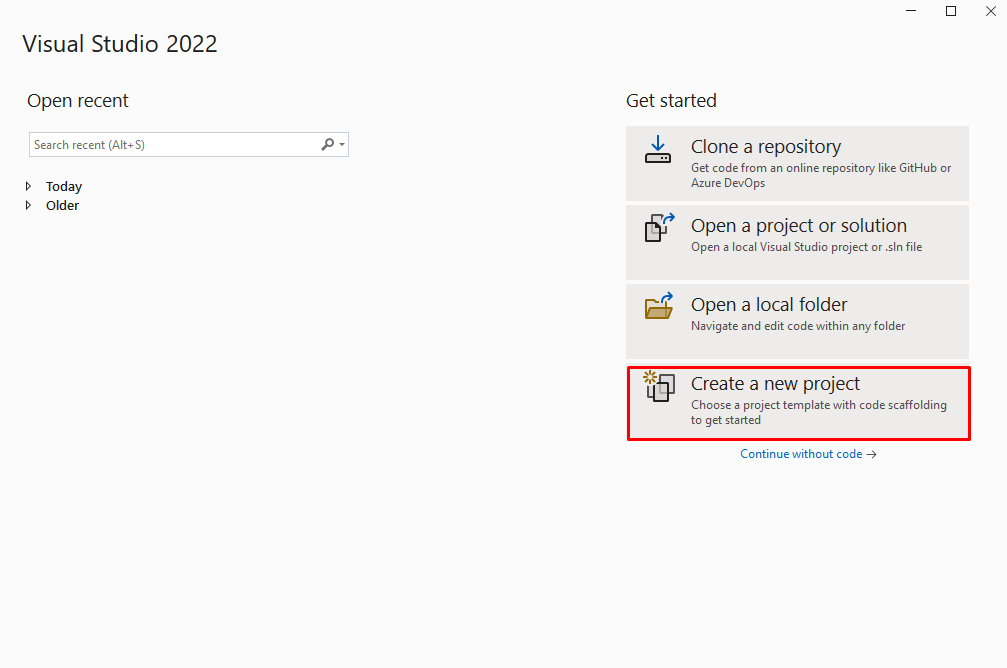 Visual Studio 2022
Open recent
Search recent (Alt+S)
Today
Older
Get started
Clone a repository
Get code from an online repository like GitHub or
Azure DevOps
Open a project or solution
Open a local Visual Studio project or .sln file
Open a local folder
Navigate and edit code within any folder
Create a new project
Choose a project template with code scaffolding
to get started
Continue without code →